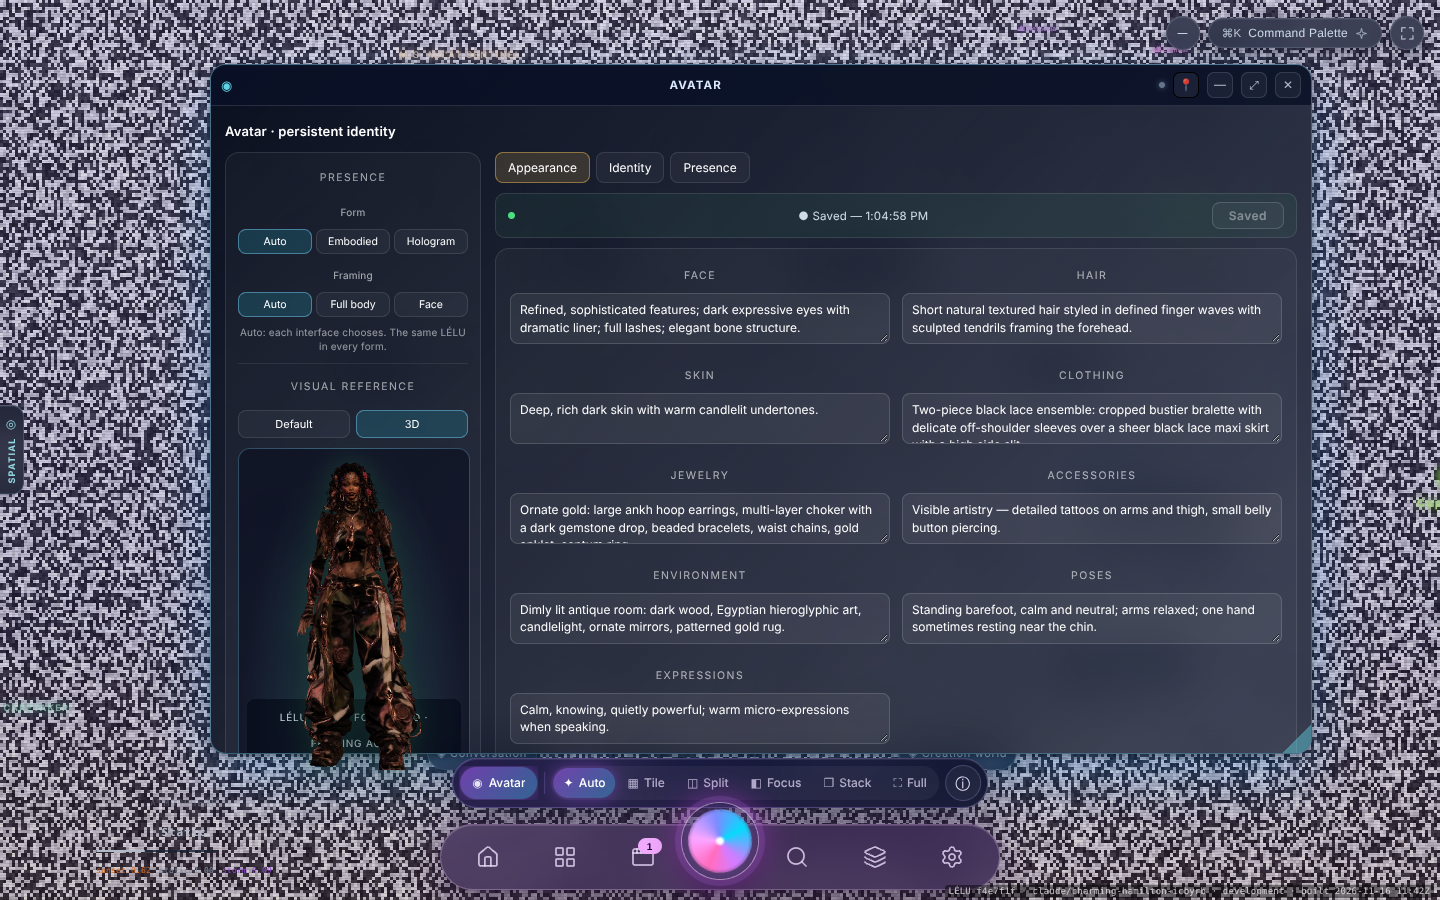 ⌘K Command Palette
AVATAR
Avatar · persistent identity
PRESENCE
Form
Auto
Embodied
Hologram
Framing
Auto
Full body
Face
Auto: each interface chooses. The same LÉLU
in every form.
VISUAL REFERENCE
Default
3D
Appearance
Identity
Presence
Saved — 1:04:58 PM
Saved
FACE
Refined, sophisticated features; dark expressive eyes with
dramatic liner; full lashes; elegant bone structure.
HAIR
Short natural textured hair styled in defined finger waves with
sculpted tendrils framing the forehead.
SKIN
Deep, rich dark skin with warm candlelit undertones.
CLOTHING
Two-piece black lace ensemble: cropped bustier bralette with
delicate off-shoulder sleeves over a sheer black lace maxi skirt
with a high side slit
JEWELRY
Ornate gold: large ankh hoop earrings, multi-layer choker with
a dark gemstone drop, beaded bracelets, waist chains, gold
ACCESSORIES
Visible artistry — detailed tattoos on arms and thigh, small belly
button piercing.
ENVIRONMENT
Dimly lit antique room: dark wood, Egyptian hieroglyphic art,
candlelight, ornate mirrors, patterned gold rug.
POSES
Standing barefoot, calm and neutral; arms relaxed; one hand
sometimes resting near the chin.
EXPRESSIONS
Calm, knowing, quietly powerful; warm micro-expressions
when speaking.
SPATIAL
Avatar
Auto
Tile
Split
Focus
Stack
Full
1